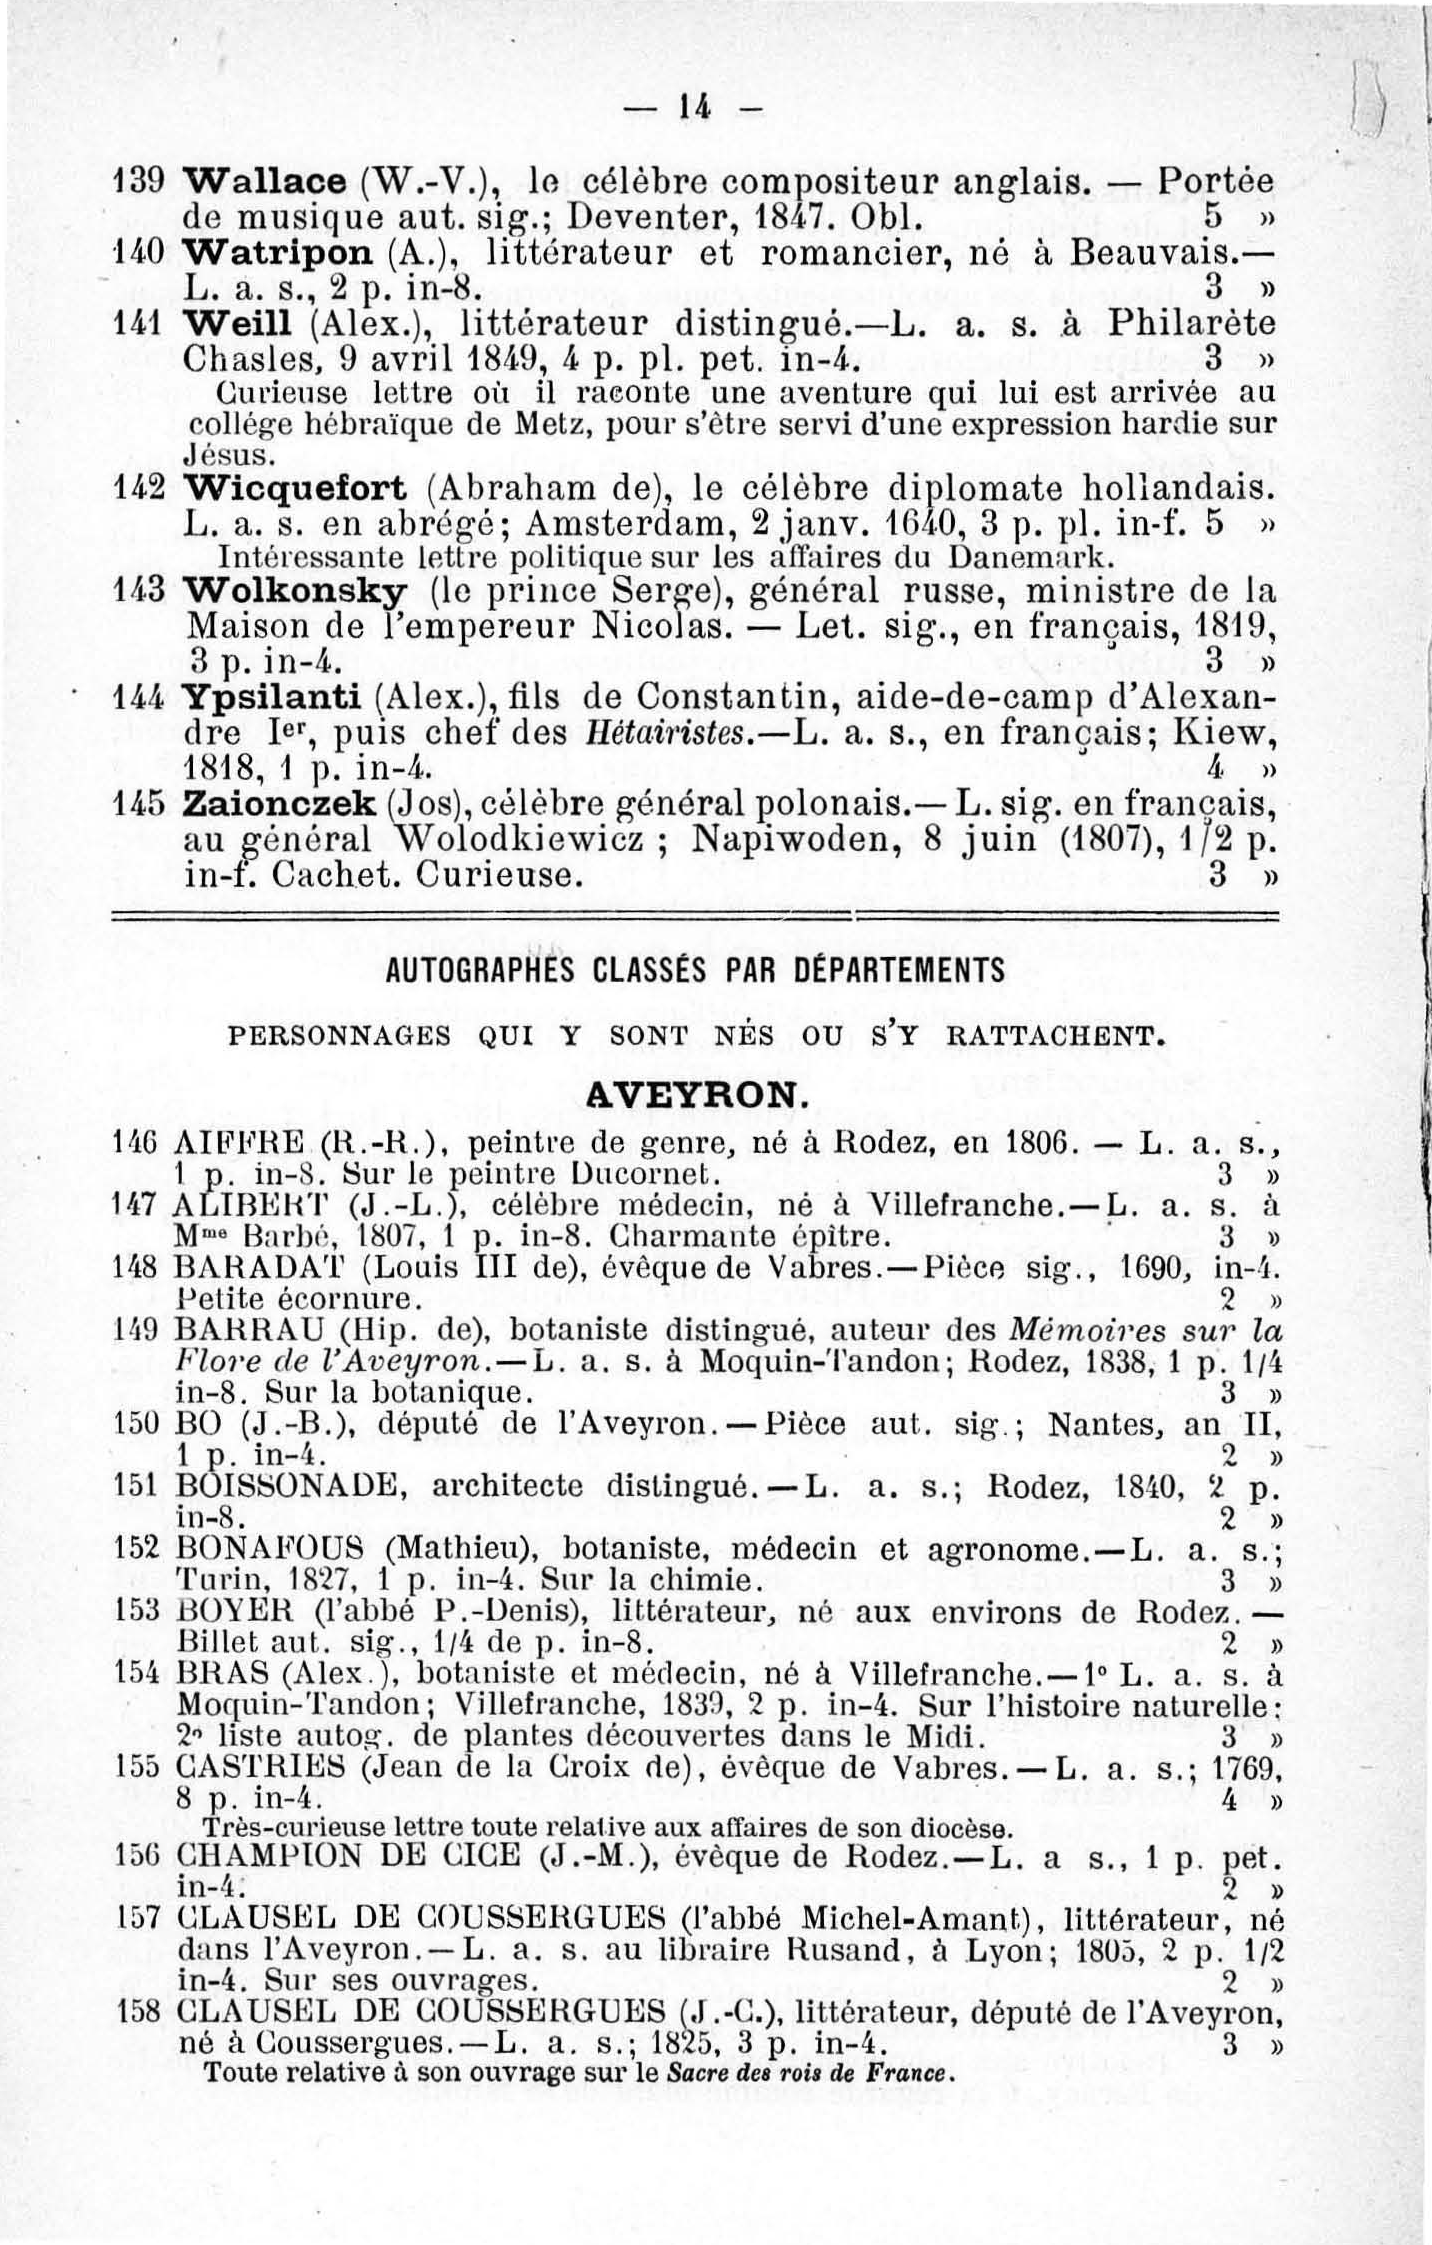 — 14 —
139 Wallace (W.-V.), le célèbre compositeur anglais. — Portée
de musique aut. sig.; Deventer, 1847. Obl. 5 »
140 Watripon (A.), littérateur et romancier, né à Beauvais.—
L. a. s., 2 p. in-8. 3 »
141 Weill (Alex.), littérateur distingué.—L. a. s. à Philarète
Chasles, 9 avril 1849, 4 p. pl. pet. in-4. 3 »
Curieuse lettre où il raconte une aventure qui lui est arrivée au
collége hébraïque de Metz, pour s'être servi d'une expression hardie sur
Jésus.
142 Wicquefort (Abraham de), le célèbre diplomate hollandais.
L. a. s. en abrégé; Amsterdam, 2 janv. 1640, 3 p. pl. in-f. 5 »
Intéressante lettre politique sur les affaires du Danemark.
143 Wolkonsky (le prince Serge), général russe, ministre de la
Maison de l'empereur Nicolas. — Let. sig., en français, 1819,
3 p. in-4. 3 »
144 Ypsilanti (Alex.), fils de Constantin, aide-de-camp d'Alexan-
dre Ier, puis chef des Hétairistes.—L. a. s., en français; Kiew,
1818, 1 p. in-4. 4 »
145 Zaionczek (Jos), célèbre général polonais.— L. sig. en français,
au général Wolodkiewicz ; Napiwoden, 8 juin (1807), 1/2 p.
in-f. Cachet. Curieuse. 3 »
AUTOGRAPHES CLASSÉS PAR DÉPARTEMENTS
PERSONNAGES QUI Y SONT NÉS OU S'Y RATTACHENT.
AVEYRON.
146 AIFFRE (R.-R.), peintre de genre, né à Rodez, en 1806. — L. a. s.,
1 p. in-8. Sur le peintre Ducornet. 3 »
147 ALIBERT (J.-L.), célèbre médecin, né à Villefranche.—L. a. s. à
Mme Barbé, 1807, 1 p. in-8. Charmante épître. 3 »
148 BARADAT (Louis III de), évêque de Vabres.—Pièce sig., 1690, in-4.
Petite écornure. 2 »
149 BARRAU (Hip. de), botaniste distingué, auteur des Mémoires sur la
Flore de l'Aveyron.—L. a. s. à Moquin-Tandon; Rodez, 1838, 1 p. 1/4
in-8. Sur la botanique. 3 »
150 BO (J.-B.), député de l'Aveyron.—Pièce aut. sig.; Nantes, an II,
1 p. in-4. 2 »
151 BOISSONADE, architecte distingué.—L. a. s.; Rodez, 1840, 2 p.
in-8. 2 »
152 BONAFOUS (Mathieu), botaniste, médecin et agronome.—L. a. s.;
Turin, 1827, 1 p. in-4. Sur la chimie. 3 »
153 BOYER (l'abbé P.-Denis), littérateur, né aux environs de Rodez.—
Billet aut. sig., 1/4 de p. in-8. 2 »
154 BRAS (Alex.), botaniste et médecin, né à Villefranche.—1° L. a. s. à
Moquin-Tandon; Villefranche, 1839, 2 p. in-4. Sur l'histoire naturelle;
2° liste autog. de plantes découvertes dans le Midi. 3 »
155 CASTRIES (Jean de la Croix de), évêque de Vabres.—L. a. s.; 1769,
8 p. in-4. 4 »
Très-curieuse lettre toute relative aux affaires de son diocèse.
156 CHAMPION DE CICE (J.-M.), évêque de Rodez.—L. a s., 1 p. pet.
in-4. 2 »
157 CLAUSEL DE COUSSERGUES (l'abbé Michel-Amant), littérateur, né
dans l'Aveyron.—L. a. s. au libraire Rusand, à Lyon; 1805, 2 p. 1/2
in-4. Sur ses ouvrages. 2 »
158 CLAUSEL DE COUSSERGUES (J.-C.), littérateur, député de l'Aveyron,
né à Coussergues.—L. a. s.; 1825, 3 p. in-4. 3 »
Toute relative à son ouvrage sur le Sacre des rois de France.